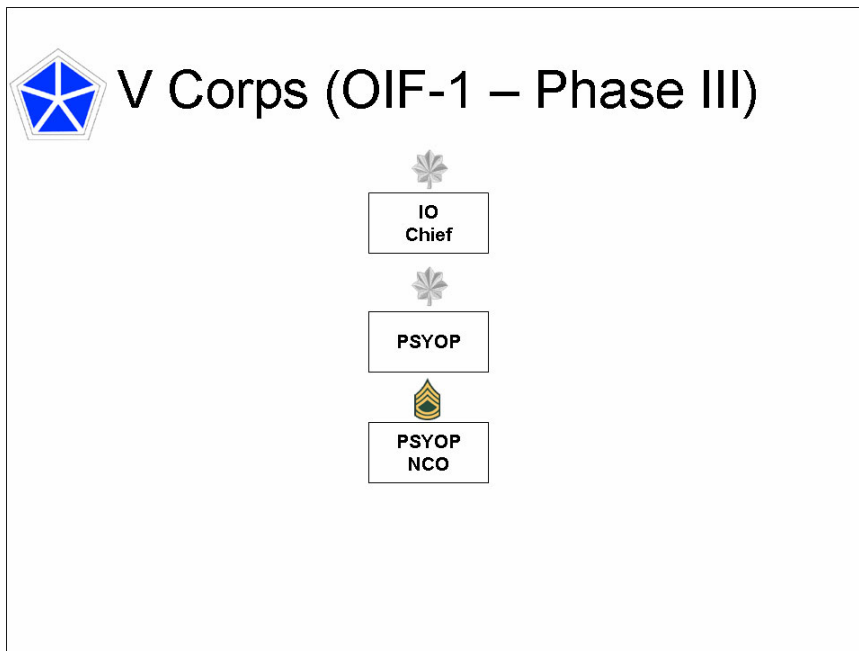 V Corps (OIF-1 – Phase III)
IO
Chief
PSYOP
PSYOP
NCO